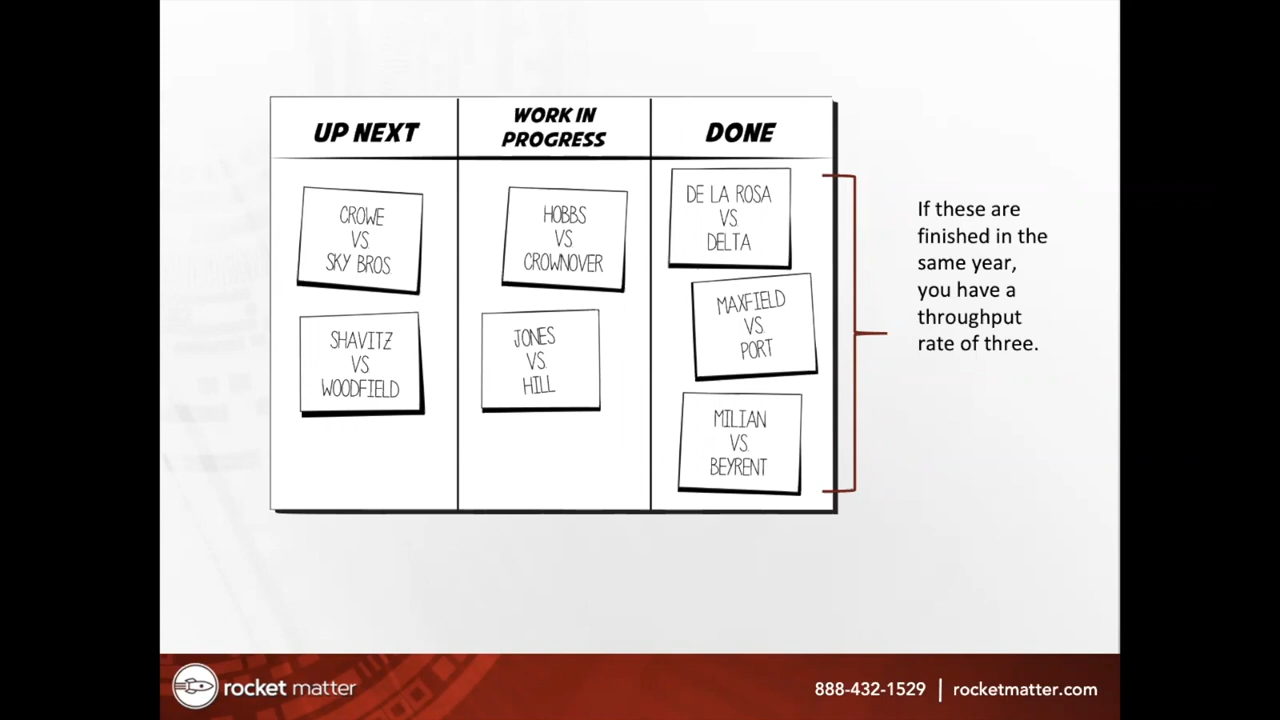 UP NEXT
WORK IN
PROGRESS
DONE
CROWE
VS
SKY BROS
SHAVITZ
VS
WOODFIELD
HOBBS
VS
CROWNOVER
JONES
VS
HILL
DE LA ROSA
VS
DELTA
MAXFIELD
VS
PORT
MILIAN
VS
BEYRENT
If these are
finished in the
same year,
you have a
throughput
rate of three.
rocket matter
888-432-1529 | rocketmatter.com